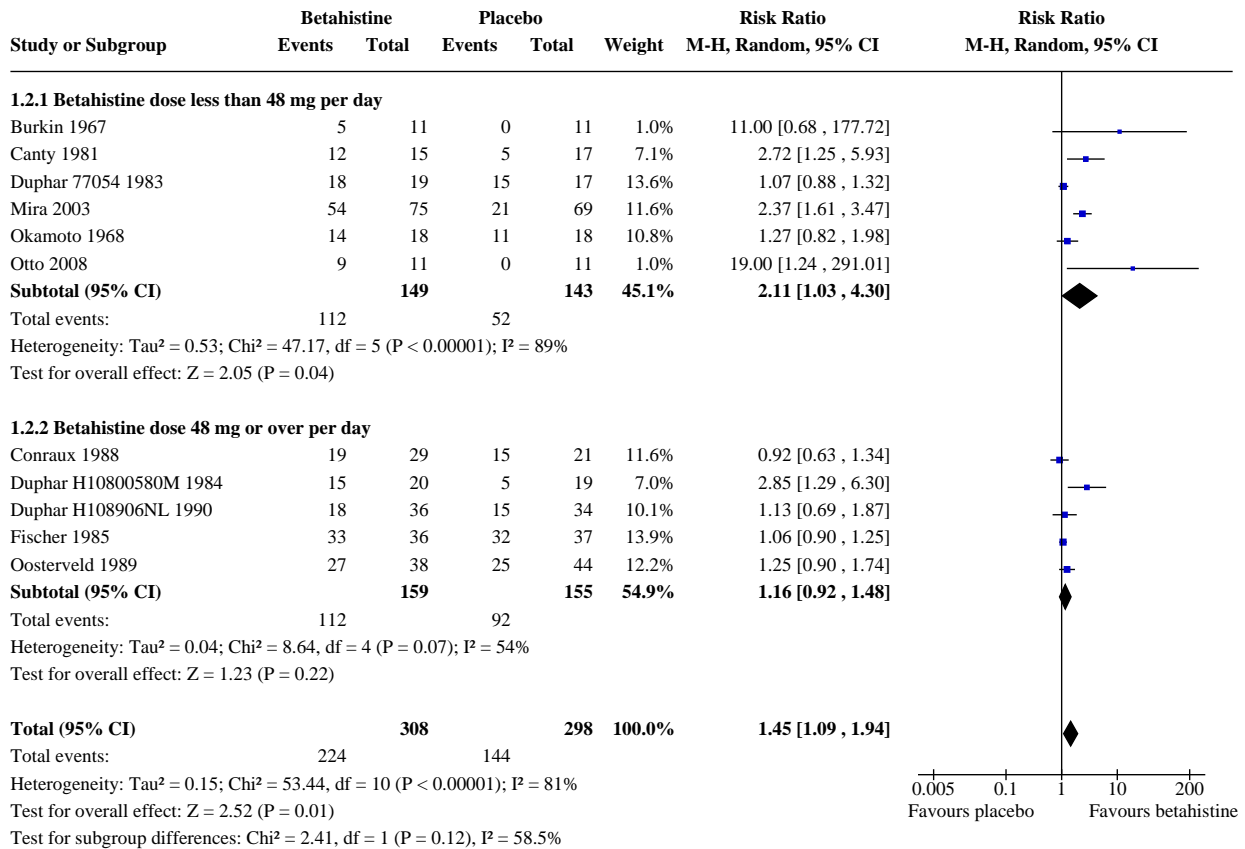 Betahistine Placebo Risk Ratio Risk Ratio
Study or Subgroup Events Total Events Total Weight M-H, Random, 95% CI M-H, Random, 95% CI
1.2.1 Betahistine dose less than 48 mg per day
Burkin 1967 5 11 0 11 1.0% 11.00 [0.68 , 177.72]
Canty 1981 12 15 5 17 7.1% 2.72 [1.25 , 5.93]
Duphar 77054 1983 18 19 15 17 13.6% 1.07 [0.88 , 1.32]
Mira 2003 54 75 21 69 11.6% 2.37 [1.61 , 3.47]
Okamoto 1968 14 18 11 18 10.8% 1.27 [0.82 , 1.98]
Otto 2008 9 11 0 11 1.0% 19.00 [1.24 , 291.01]
Subtotal (95% CI) 149 143 45.1% 2.11 [1.03 , 4.30]
Total events: 112 52
Heterogeneity: Tau² = 0.53; Chi² = 47.17, df = 5 (P < 0.00001); I² = 89%
Test for overall effect: Z = 2.05 (P = 0.04)
1.2.2 Betahistine dose 48 mg or over per day
Conraux 1988 19 29 15 21 11.6% 0.92 [0.63 , 1.34]
Duphar H10800580M 1984 15 20 5 19 7.0% 2.85 [1.29 , 6.30]
Duphar H108906NL 1990 18 36 15 34 10.1% 1.13 [0.69 , 1.87]
Fischer 1985 33 36 32 37 13.9% 1.06 [0.90 , 1.25]
Oosterveld 1989 27 38 25 44 12.2% 1.25 [0.90 , 1.74]
Subtotal (95% CI) 159 155 54.9% 1.16 [0.92 , 1.48]
Total events: 112 92
Heterogeneity: Tau² = 0.04; Chi² = 8.64, df = 4 (P = 0.07); I² = 54%
Test for overall effect: Z = 1.23 (P = 0.22)
Total (95% CI) 308 298 100.0% 1.45 [1.09 , 1.94]
Total events: 224 144
Heterogeneity: Tau² = 0.15; Chi² = 53.44, df = 10 (P < 0.00001); I² = 81%
0.005 0.1 1 10 200
Test for overall effect: Z = 2.52 (P = 0.01)
Favours placebo Favours betahistine
Test for subgroup differences: Chi² = 2.41, df = 1 (P = 0.12), I² = 58.5%